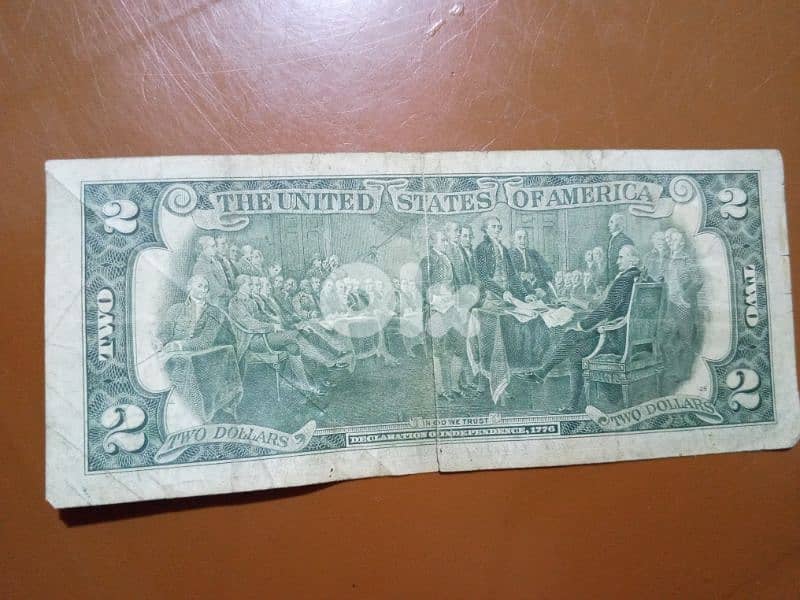 THE UNITED STATES OF AMERICA
2
2
TWO
TWO
2
2
TWO DOLLARS
TWO DOLLARS
IN GOD WE TRUST
DECLARATION OF INDEPENDENCE, 1776